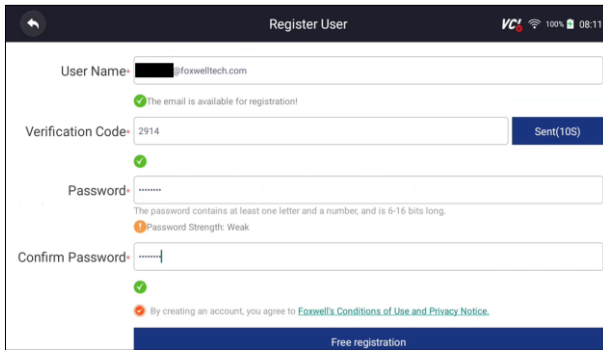 Register User
VCI 100% 08:11
User Name* @foxwelltech.com
The email is available for registration!
Verification Code* 2914 Sent(10S)
Password* ········
The password contains at least one letter and a number, and is 6-16 bits long.
Password Strength: Weak
Confirm Password* ········
By creating an account, you agree to Foxwell's Conditions of Use and Privacy Notice.
Free registration